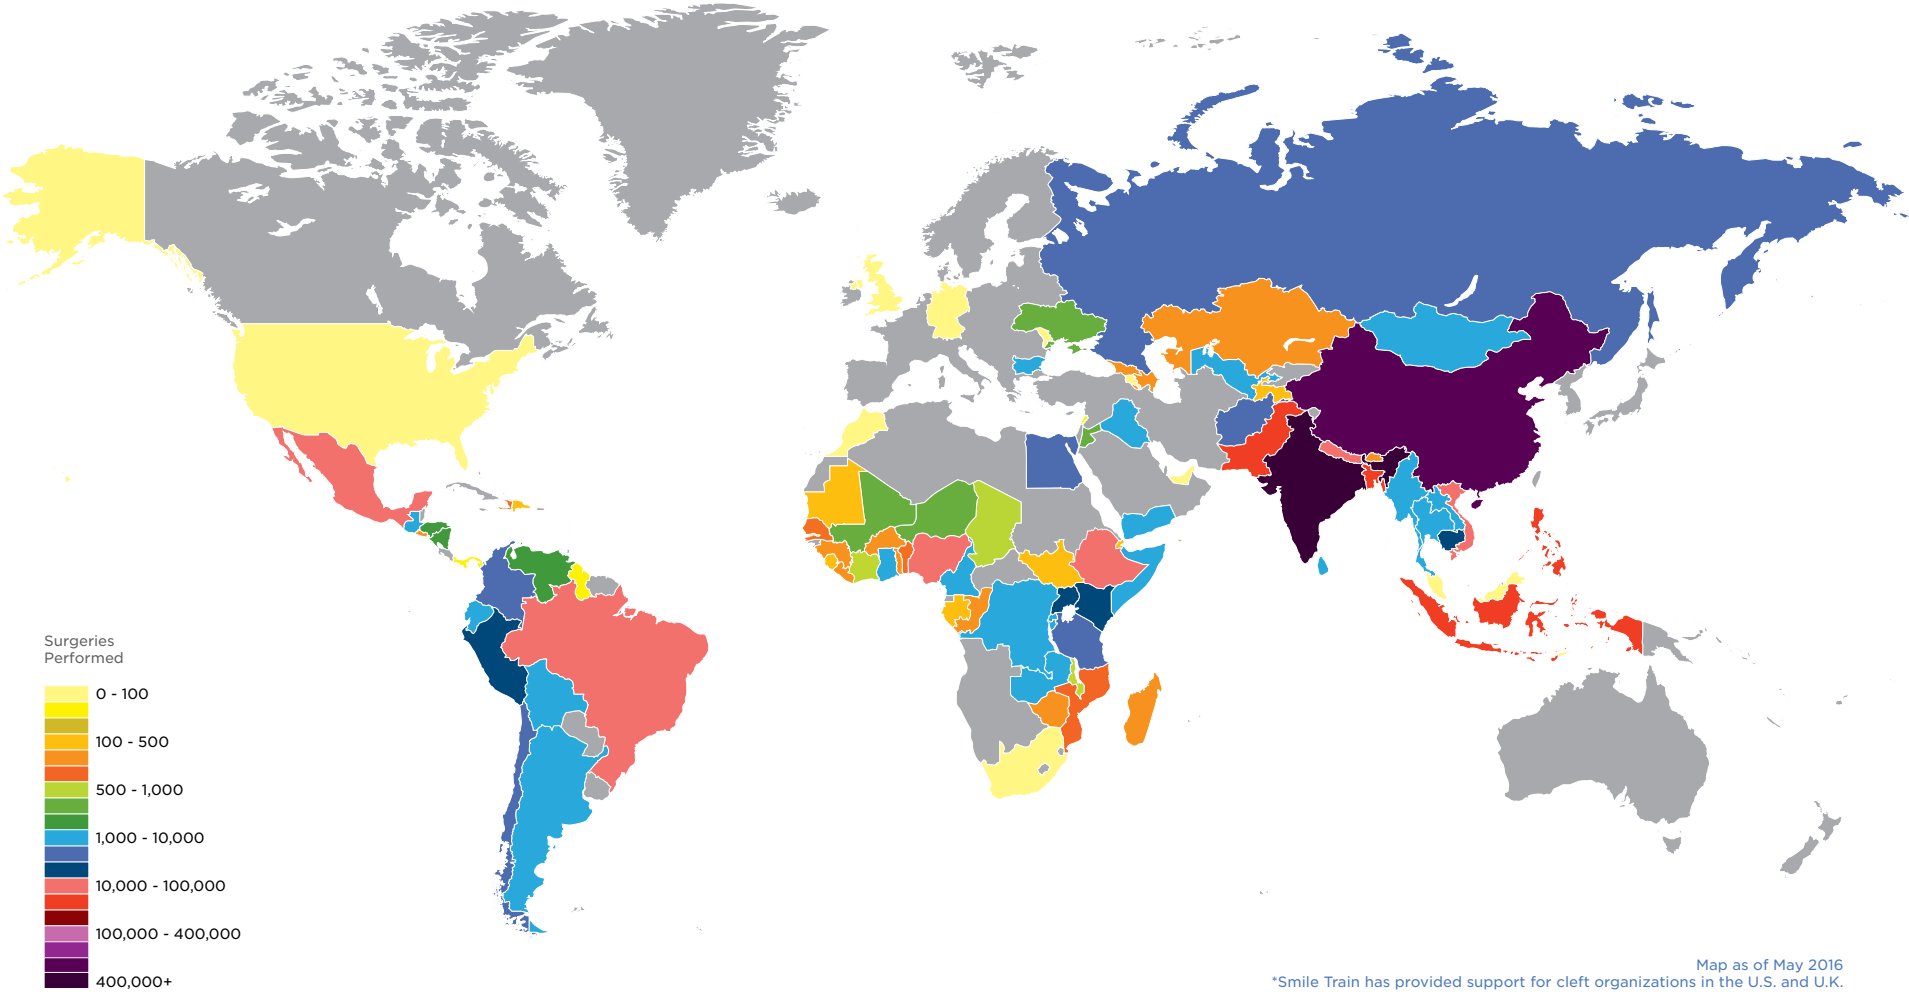 Surgeries
Performed
0 - 100
100 - 500
500 - 1,000
1,000 - 10,000
10,000 - 100,000
100,000 - 400,000
400,000+
Map as of May 2016
*Smile Train has provided support for cleft organizations in the U.S. and U.K.